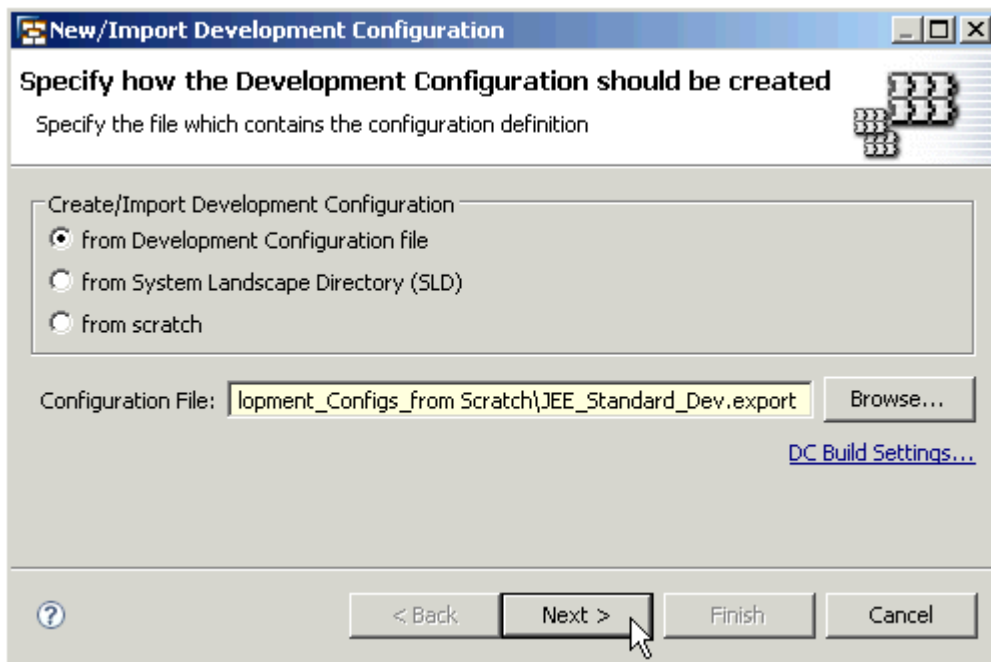 New/Import Development Configuration
Specify how the Development Configuration should be created
Specify the file which contains the configuration definition
Create/Import Development Configuration
from Development Configuration file
from System Landscape Directory (SLD)
from scratch
Configuration File: lopment_Configs_from Scratch\JEE_Standard_Dev.export Browse...
DC Build Settings...
? < Back Next > Finish Cancel